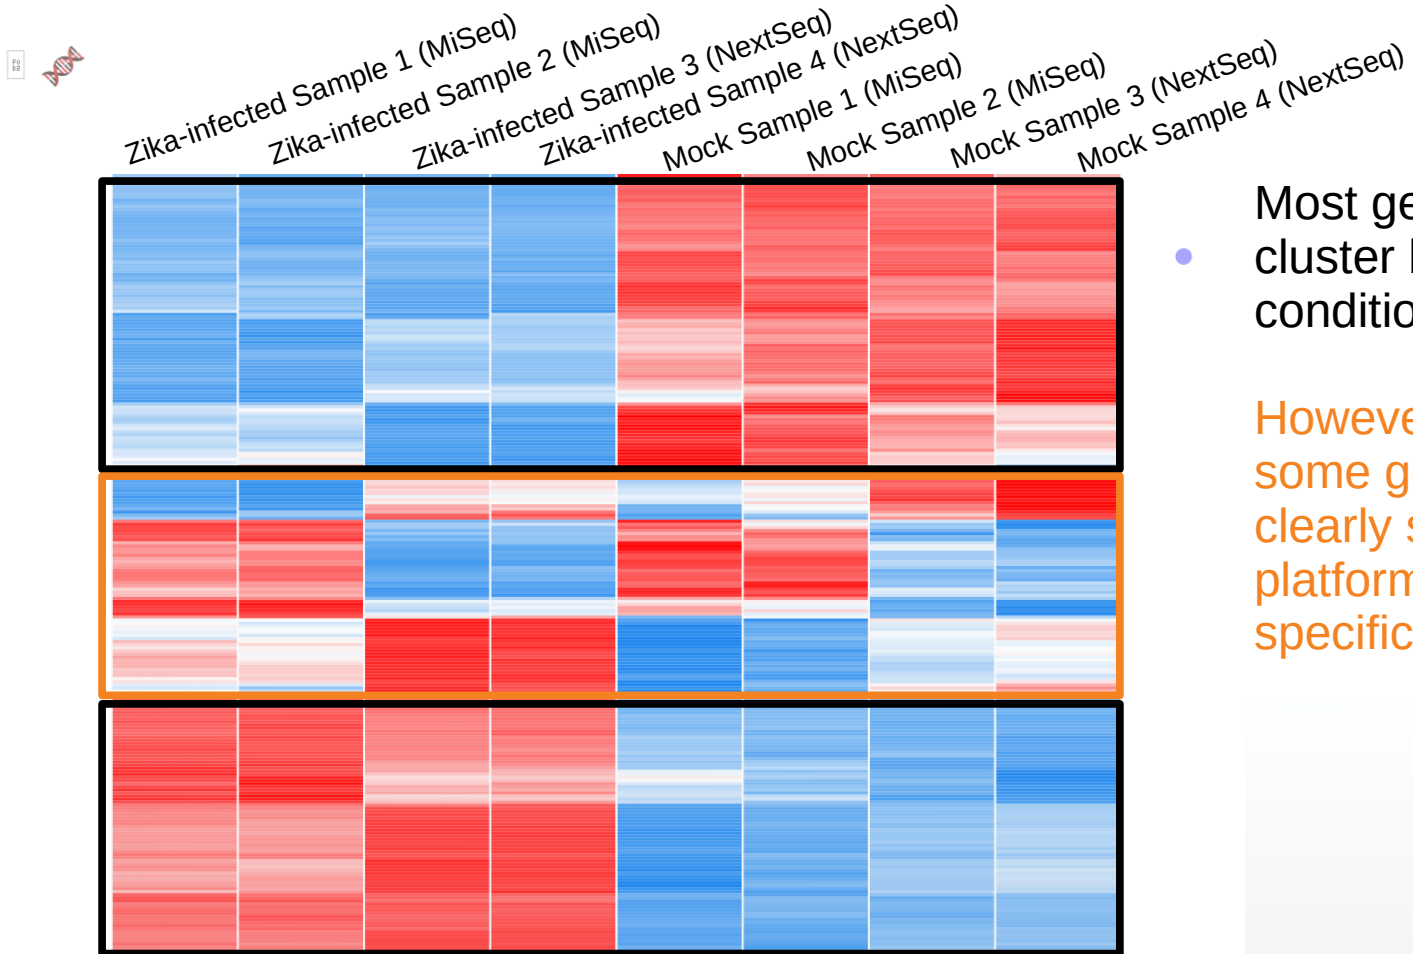 Zika-infected Sample 1 (MiSeq)
Zika-infected Sample 2 (MiSeq)
Zika-infected Sample 3 (NextSeq)
Zika-infected Sample 4 (NextSeq)
Mock Sample 1 (MiSeq)
Mock Sample 2 (MiSeq)
Mock Sample 3 (NextSeq)
Mock Sample 4 (NextSeq)
Most ge
cluster
conditio
Howeve
some g
clearly s
platform
specific